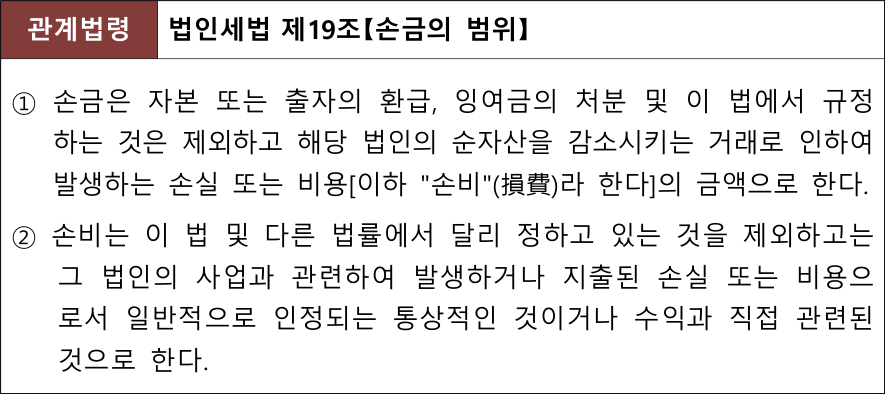 관계법령 법인세법 제19조【손금의 범위】
① 손금은 자본 또는 출자의 환급, 잉여금의 처분 및 이 법에서 규정
하는 것은 제외하고 해당 법인의 순자산을 감소시키는 거래로 인하여
발생하는 손실 또는 비용[이하 "손비"(損費)라 한다]의 금액으로 한다.
② 손비는 이 법 및 다른 법률에서 달리 정하고 있는 것을 제외하고는
그 법인의 사업과 관련하여 발생하거나 지출된 손실 또는 비용으
로서 일반적으로 인정되는 통상적인 것이거나 수익과 직접 관련된
것으로 한다.